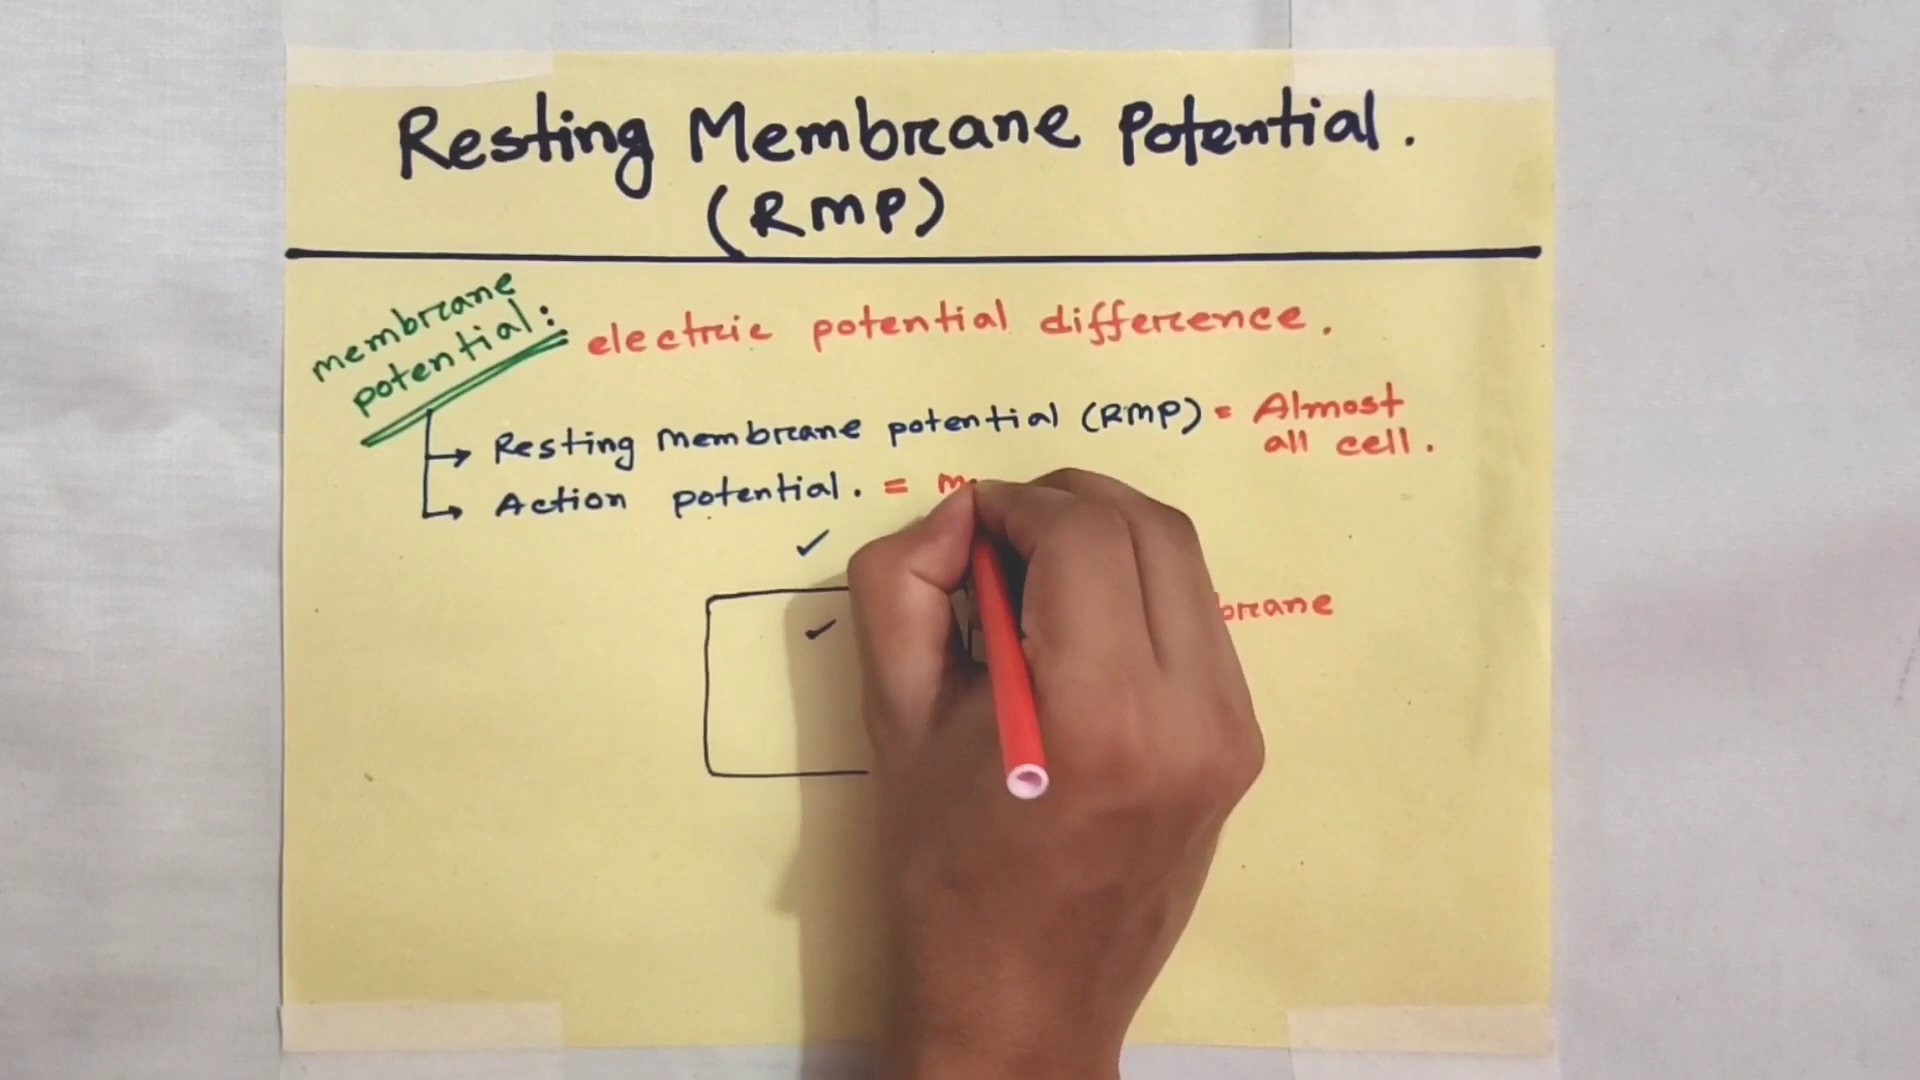 Resting Membrane Potential.
(RMP)
membrane
potential:
electric potential difference.
Resting membrane potential (RMP) = Almost
all cell.
Action potential. =